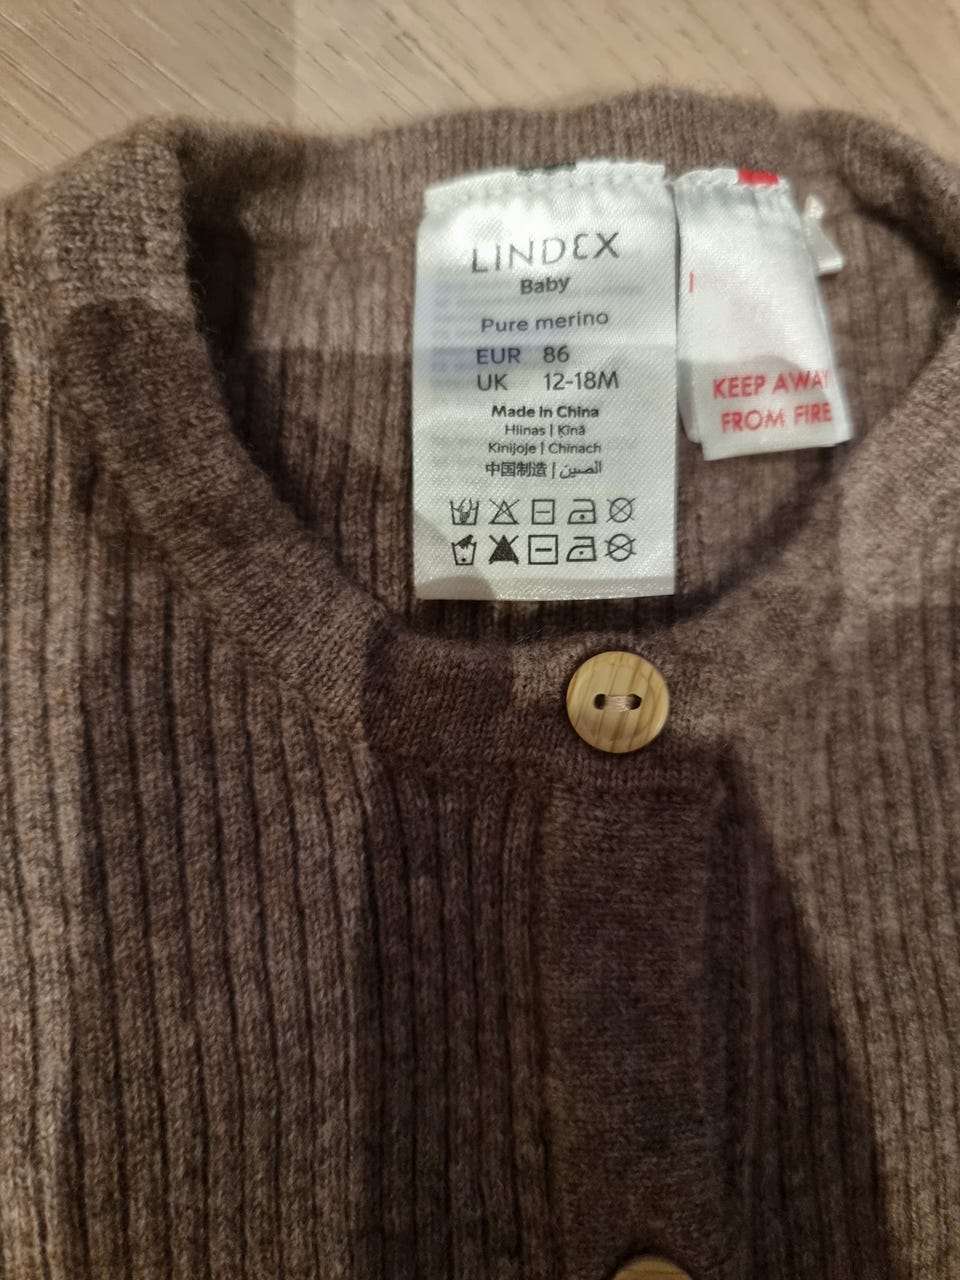 LINDEX
Baby
Pure merino
EUR 86
UK 12-18M
Made in China
Hiinas | Ķīnā
Kinijoje | Chinach
中国制造 | الصين
KEEP AWAY
FROM FIRE